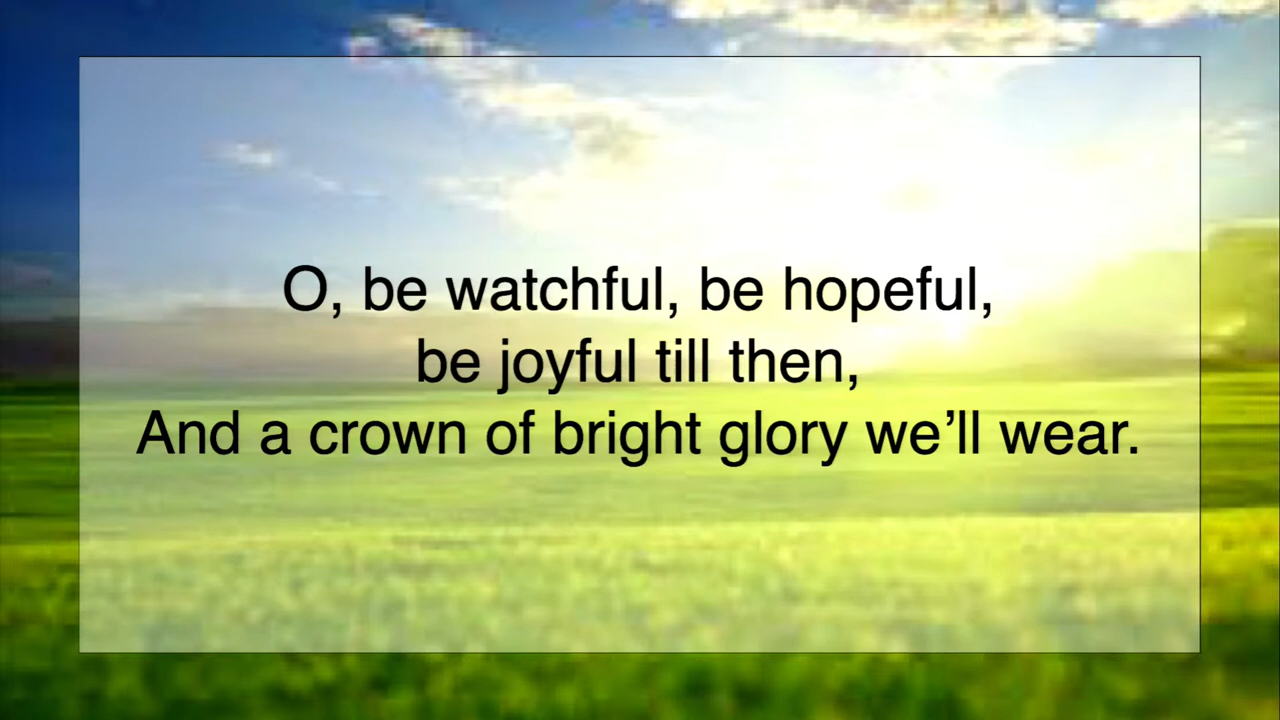 O, be watchful, be hopeful,
be joyful till then,
And a crown of bright glory we’ll wear.